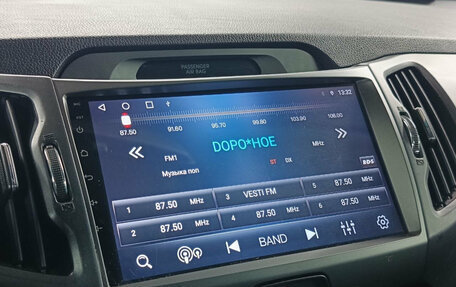 PASSENGER
AIR BAG
13:32
87.50 91.60 95.70 99.80 103.90 108.00
DOPO*HOE
FM1 MHz
ST DX
Музыка поп RDS
1 87.50 MHz 3 VESTI FM 5 87.50 MHz
2 87.50 MHz 4 87.50 MHz 6 87.50 MHz
BAND